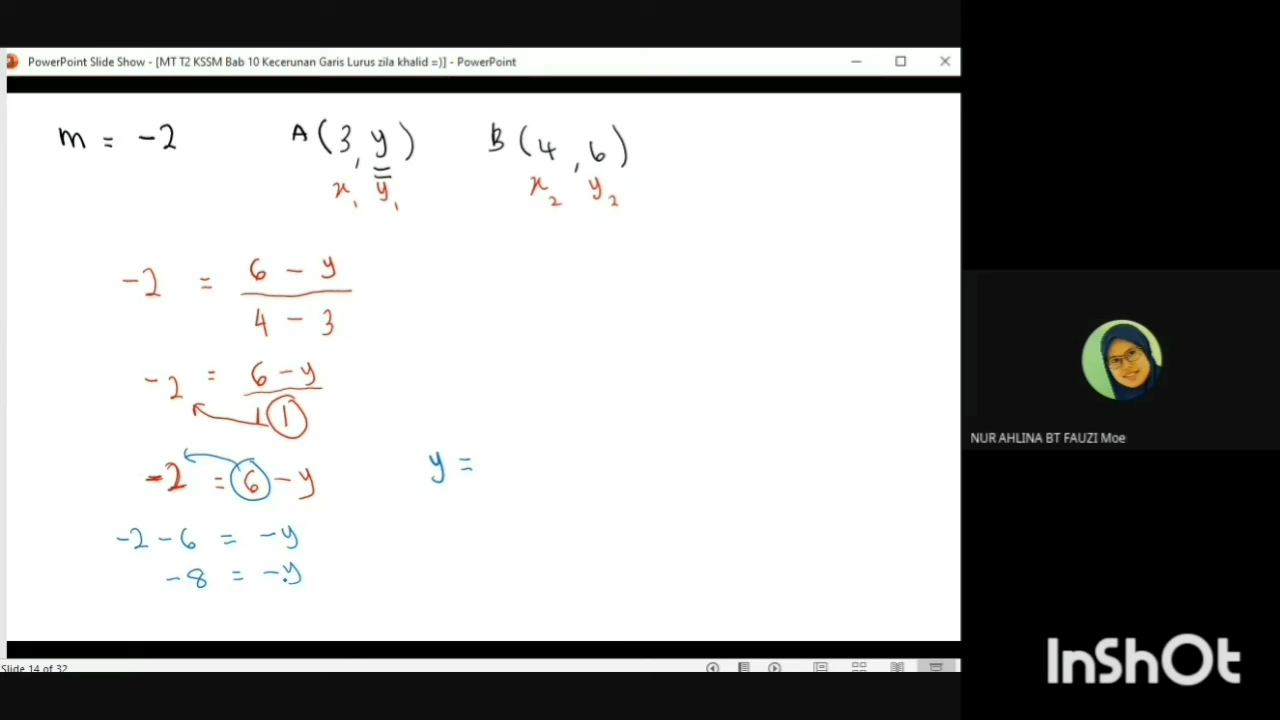 PowerPoint Slide Show - [MT T2 KSSM Bab 10 Kecerunan Garis Lurus zila khalid =)] - PowerPoint
m = -2 A(3, y) B(4, 6)
x₁ y₁ x₂ y₂
-2 = 6 - y
4 - 3
-2 = 6 - y
1
-2 = 6 - y
y =
-2 - 6 = -y
-8 = -y
NUR AHLINA BT FAUZI Moe
Slide 14 of 32
InShOt